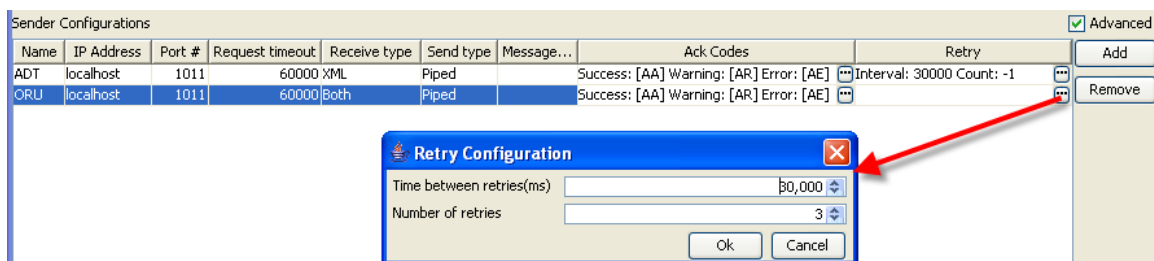 Sender Configurations Advanced
Name IP Address Port # Request timeout Receive type Send type Message... Ack Codes Retry Add
ADT localhost 1011 60000 XML Piped Success: [AA] Warning: [AR] Error: [AE] Interval: 30000 Count: -1
ORU localhost 1011 60000 Both Piped Success: [AA] Warning: [AR] Error: [AE] Remove
Retry Configuration
Time between retries(ms) 30,000
Number of retries 3
Ok Cancel